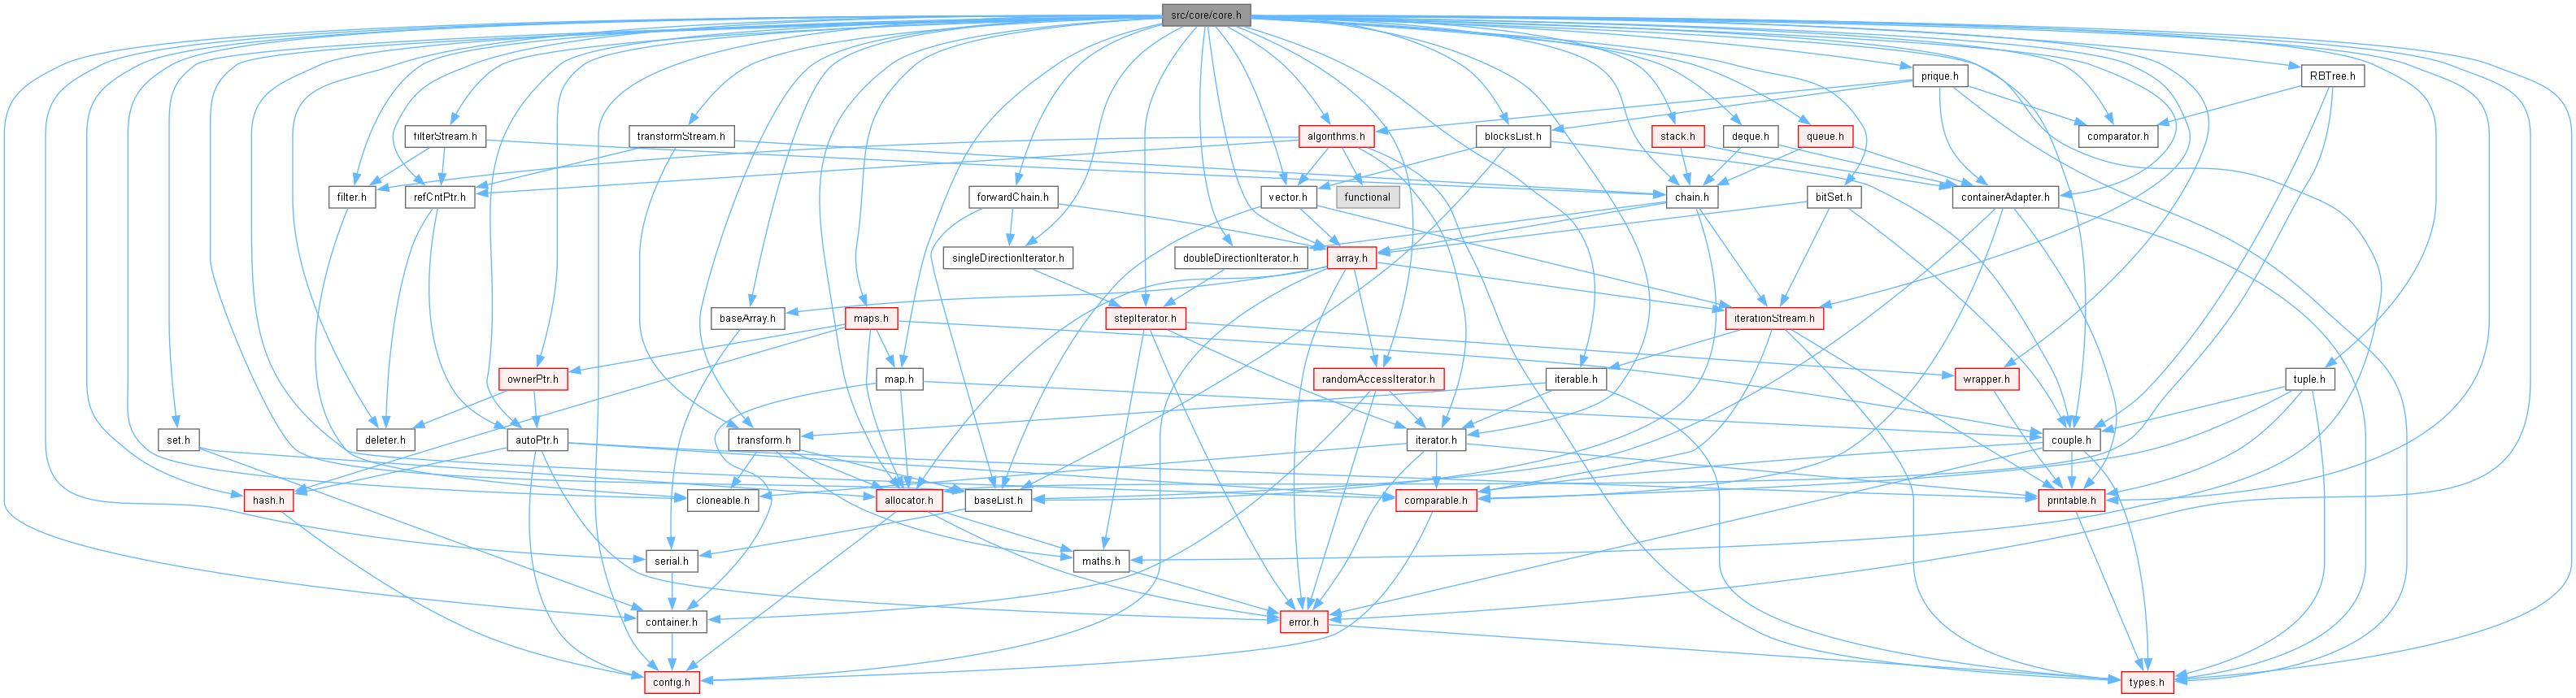 src/core/core.h
prique.h
RBTree.h
filterStream.h
transformStream.h
algorithms.h
blocksList.h
stack.h
deque.h
queue.h
comparator.h
filter.h
refCntPtr.h
forwardChain.h
vector.h
functional
chain.h
bitSet.h
containerAdapter.h
singleDirectionIterator.h
doubleDirectionIterator.h
array.h
baseArray.h
maps.h
stepIterator.h
iterationStream.h
ownerPtr.h
map.h
randomAccessIterator.h
iterable.h
wrapper.h
tuple.h
set.h
deleter.h
autoPtr.h
transform.h
iterator.h
couple.h
hash.h
cloneable.h
allocator.h
baseList.h
comparable.h
printable.h
serial.h
maths.h
container.h
error.h
config.h
types.h